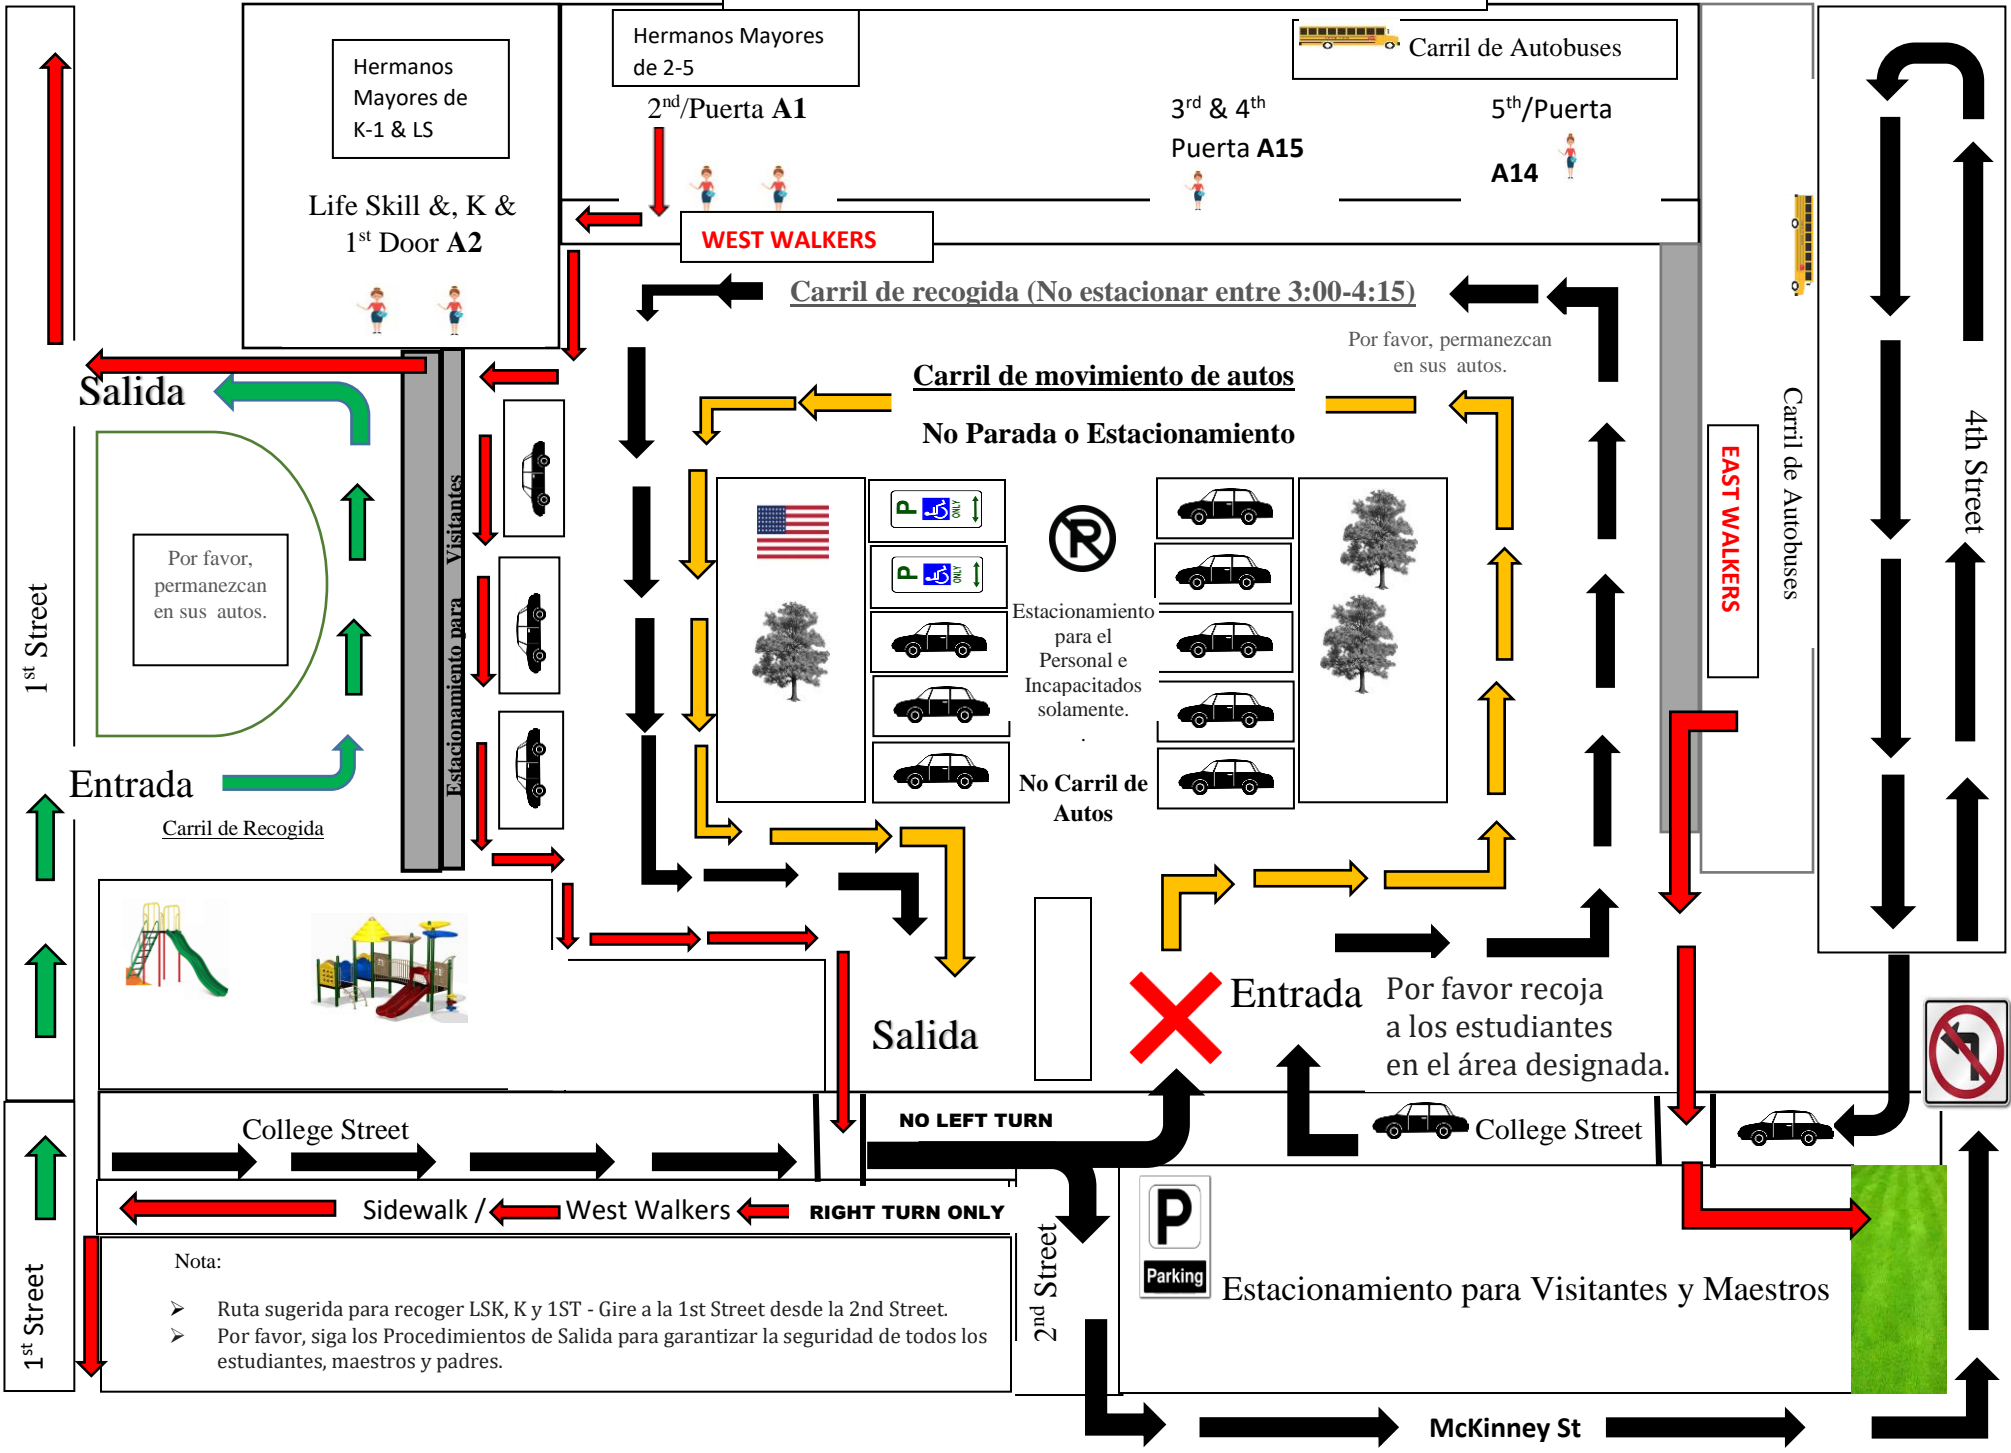 Hermanos
Mayores de
K-1 & LS
Hermanos Mayores
de 2-5
Carril de Autobuses
2nd/Puerta A1
3rd & 4th
Puerta A15
5th/Puerta
A14
Life Skill &, K &
1st Door A2
WEST WALKERS
Carril de recogida (No estacionar entre 3:00-4:15)
Por favor, permanezcan
en sus autos.
Carril de movimiento de autos
No Parada o Estacionamiento
Salida
Por favor,
permanezcan
en sus autos.
1st Street
Entrada
Carril de Recogida
Estacionamiento para Visitantes
P
ONLY
P
ONLY
R
Estacionamiento
para el
Personal e
Incapacitados
solamente.
.
No Carril de
Autos
EAST WALKERS
Carril de Autobuses
4th Street
Salida
Entrada
Por favor recoja
a los estudiantes
en el área designada.
College Street
NO LEFT TURN
College Street
Sidewalk /
West Walkers
RIGHT TURN ONLY
1st Street
Nota:
➢ Ruta sugerida para recoger LSK, K y 1ST - Gire a la 1st Street desde la 2nd Street.
➢ Por favor, siga los Procedimientos de Salida para garantizar la seguridad de todos los
estudiantes, maestros y padres.
2nd Street
P
Parking
Estacionamiento para Visitantes y Maestros
McKinney St